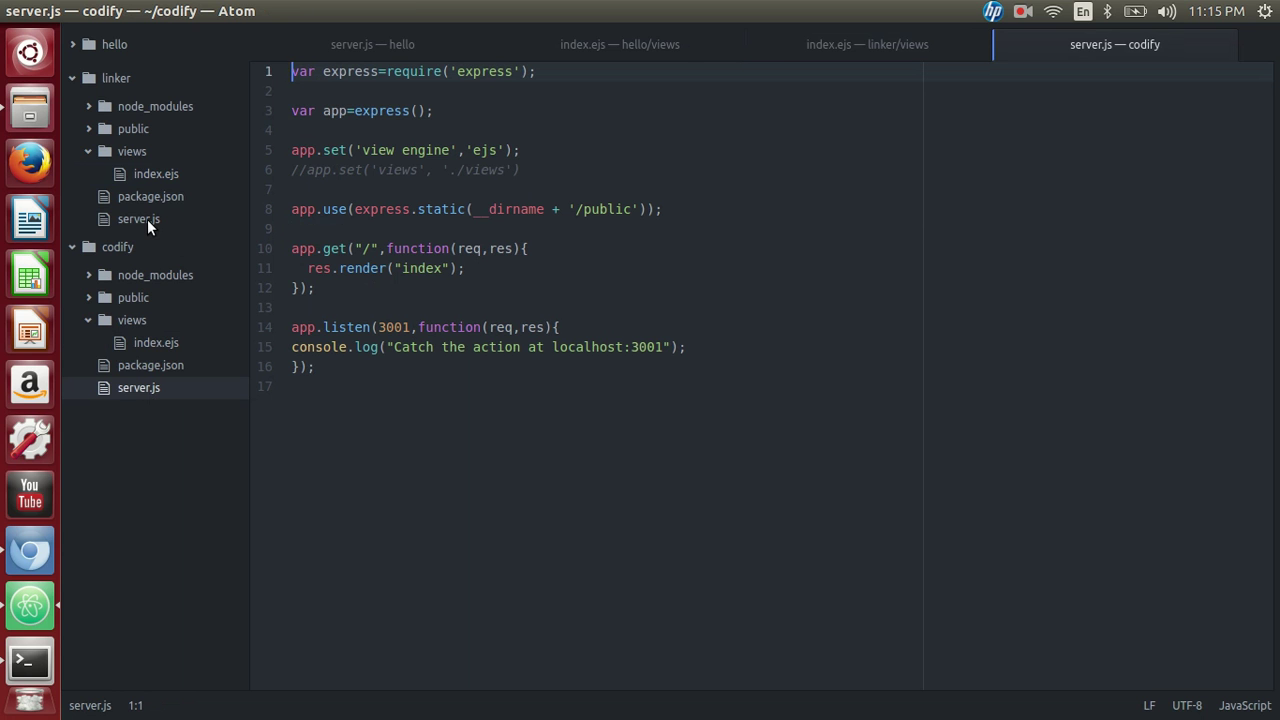 server.js — codify — ~/codify — Atom
hp
En
11:15 PM
hello
linker
node_modules
public
views
index.ejs
package.json
server.js
codify
node_modules
public
views
index.ejs
package.json
server.js
server.js — hello
index.ejs — hello/views
index.ejs — linker/views
server.js — codify
1 var express=require('express');
2
3 var app=express();
4
5 app.set('view engine','ejs');
6 //app.set('views', './views')
7
8 app.use(express.static(__dirname + '/public'));
9
10 app.get("/",function(req,res){
11 res.render("index");
12 });
13
14 app.listen(3001,function(req,res){
15 console.log("Catch the action at localhost:3001");
16 });
17
a
You
Tube
>_
server.js 1:1
LF UTF-8 JavaScript